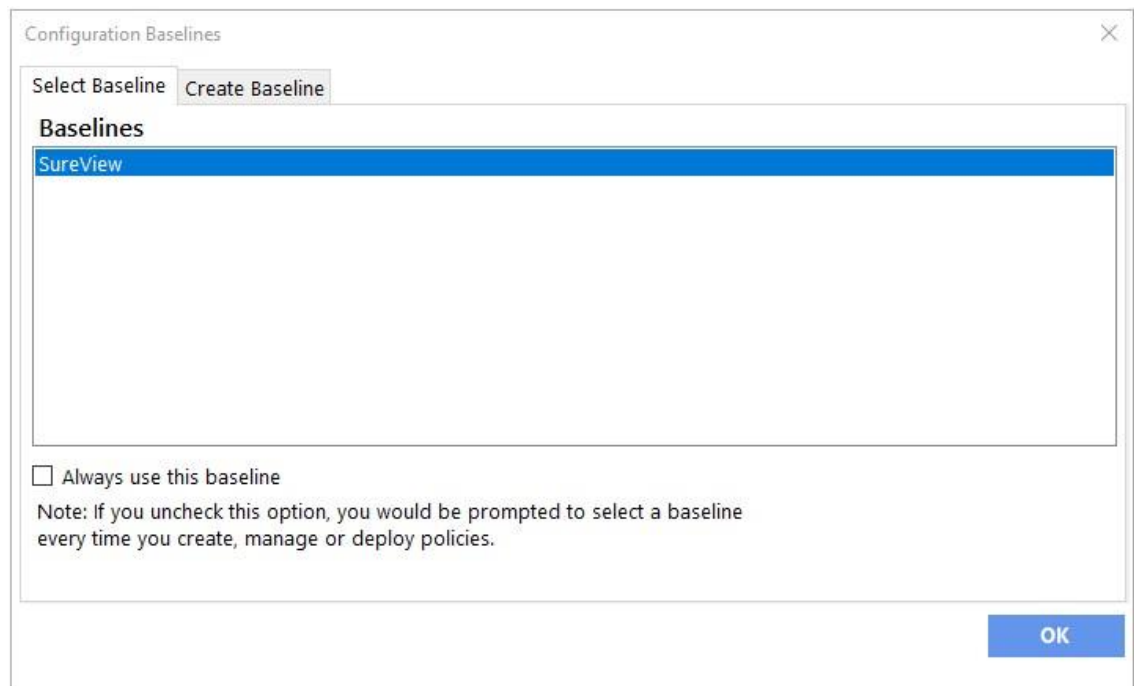 Configuration Baselines
Select Baseline
Create Baseline
Baselines
SureView
Always use this baseline
Note: If you uncheck this option, you would be prompted to select a baseline
every time you create, manage or deploy policies.
OK